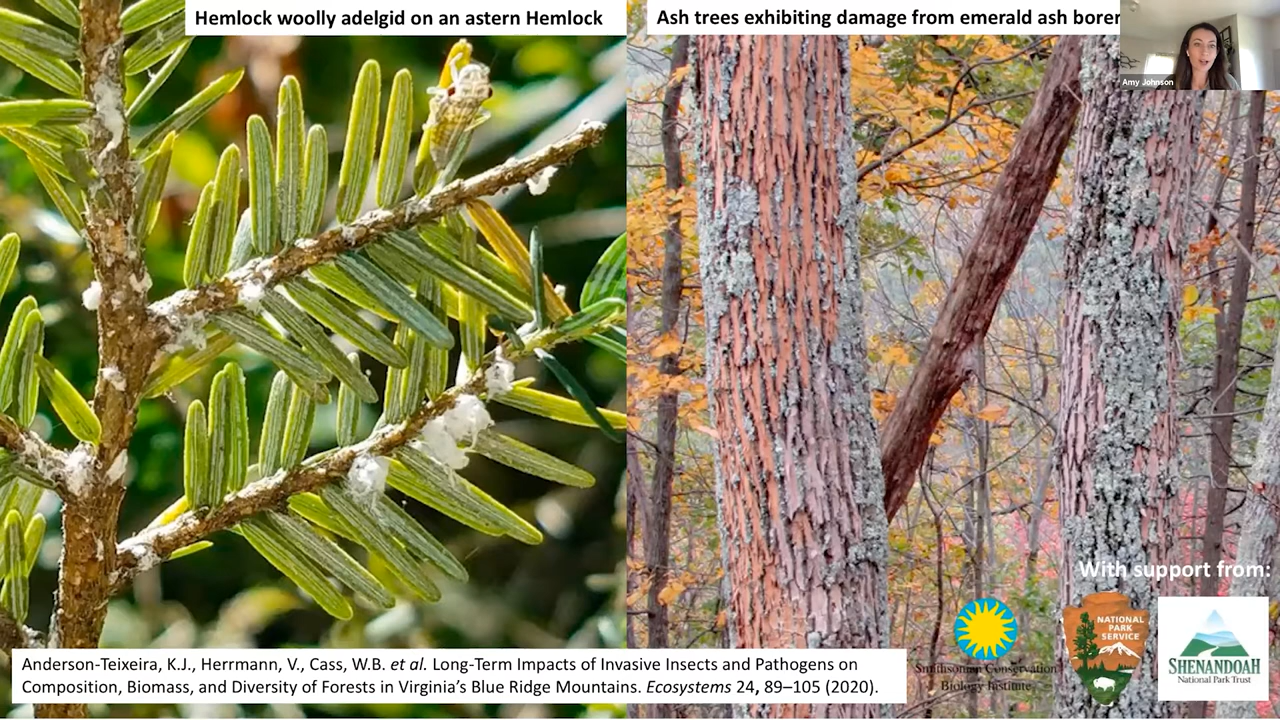 Hemlock woolly adelgid on an astern Hemlock
Ash trees exhibiting damage from emerald ash borer
Amy Johnson
With support from:
Smithsonian Conservation
Biology Institute
NATIONAL
PARK
SERVICE
SHENANDOAH
National Park Trust
Anderson-Teixeira, K.J., Herrmann, V., Cass, W.B. et al. Long-Term Impacts of Invasive Insects and Pathogens on
Composition, Biomass, and Diversity of Forests in Virginia’s Blue Ridge Mountains. Ecosystems 24, 89–105 (2020).